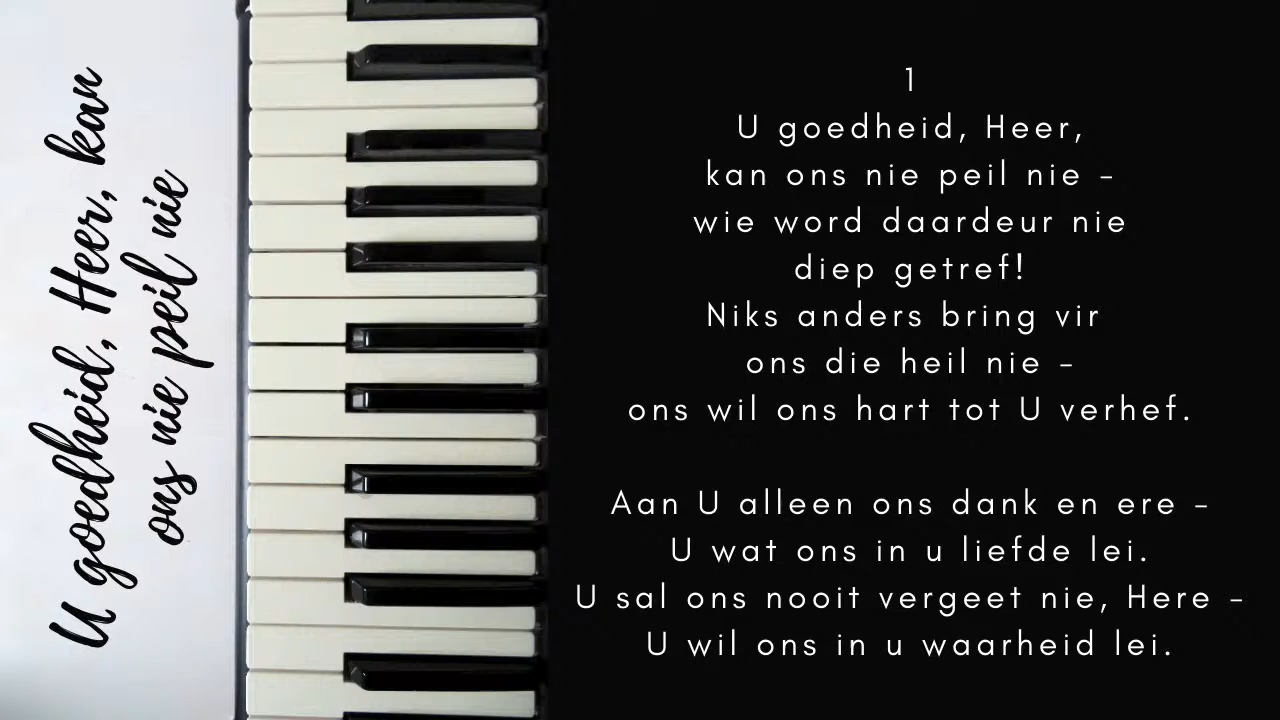 U goedheid, Heer, kan
ons nie peil nie
1
U goedheid, Heer,
kan ons nie peil nie –
wie word daardeur nie
diep getref!
Niks anders bring vir
ons die heil nie –
ons wil ons hart tot U verhef.
Aan U alleen ons dank en ere –
U wat ons in u liefde lei.
U sal ons nooit vergeet nie, Here –
U wil ons in u waarheid lei.